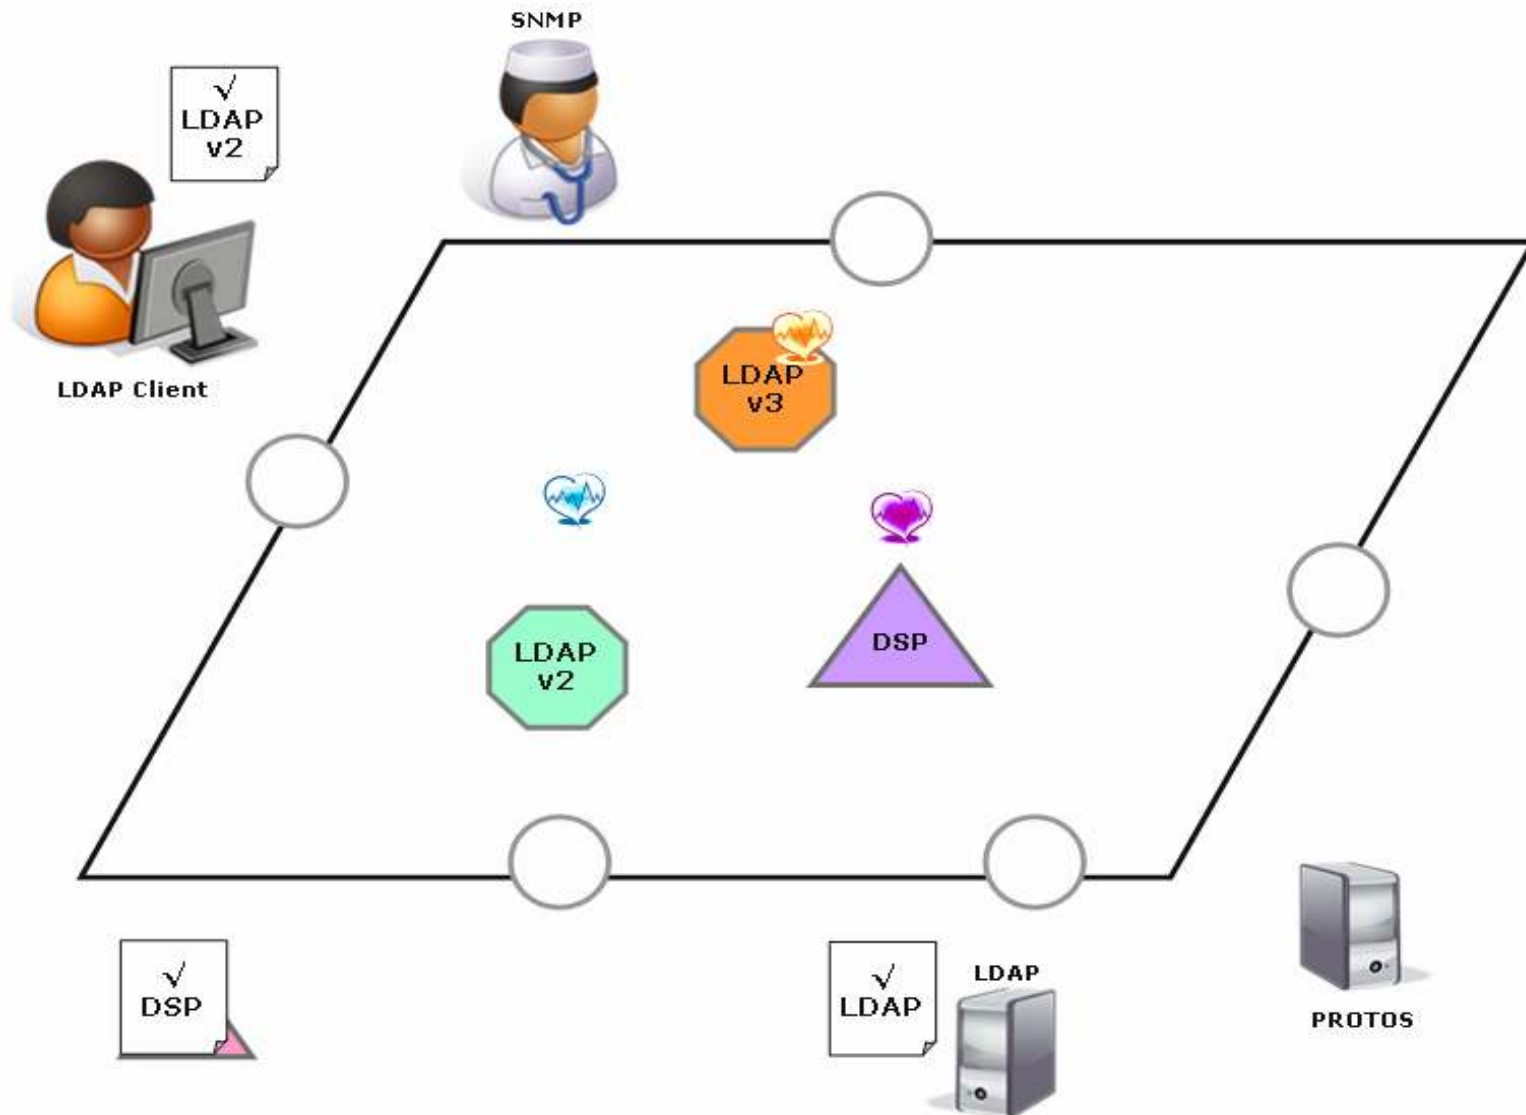 SNMP
√
LDAP
v2
LDAP Client
LDAP
v3
LDAP
v2
DSP
√
DSP
√
LDAP
LDAP
PROTOS